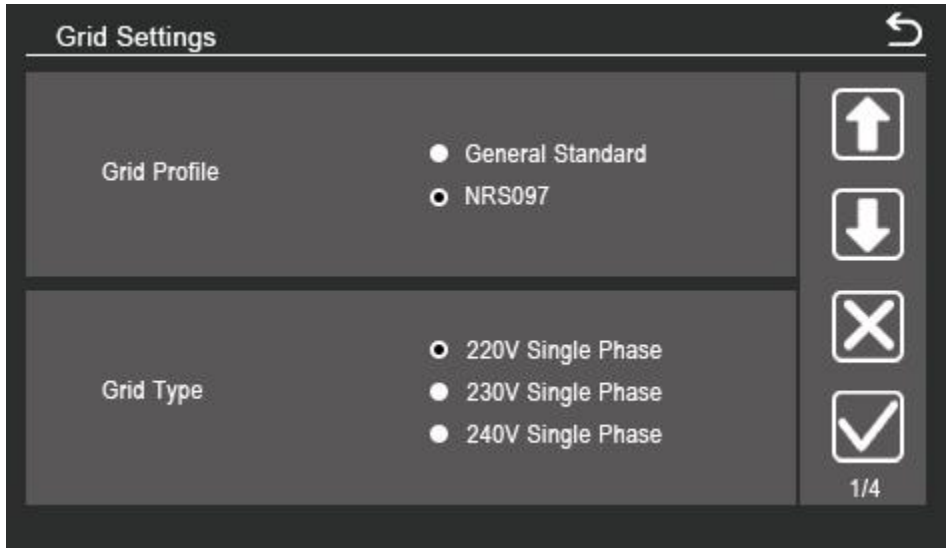 Grid Settings
Grid Profile
General Standard
NRS097
Grid Type
220V Single Phase
230V Single Phase
240V Single Phase
1/4